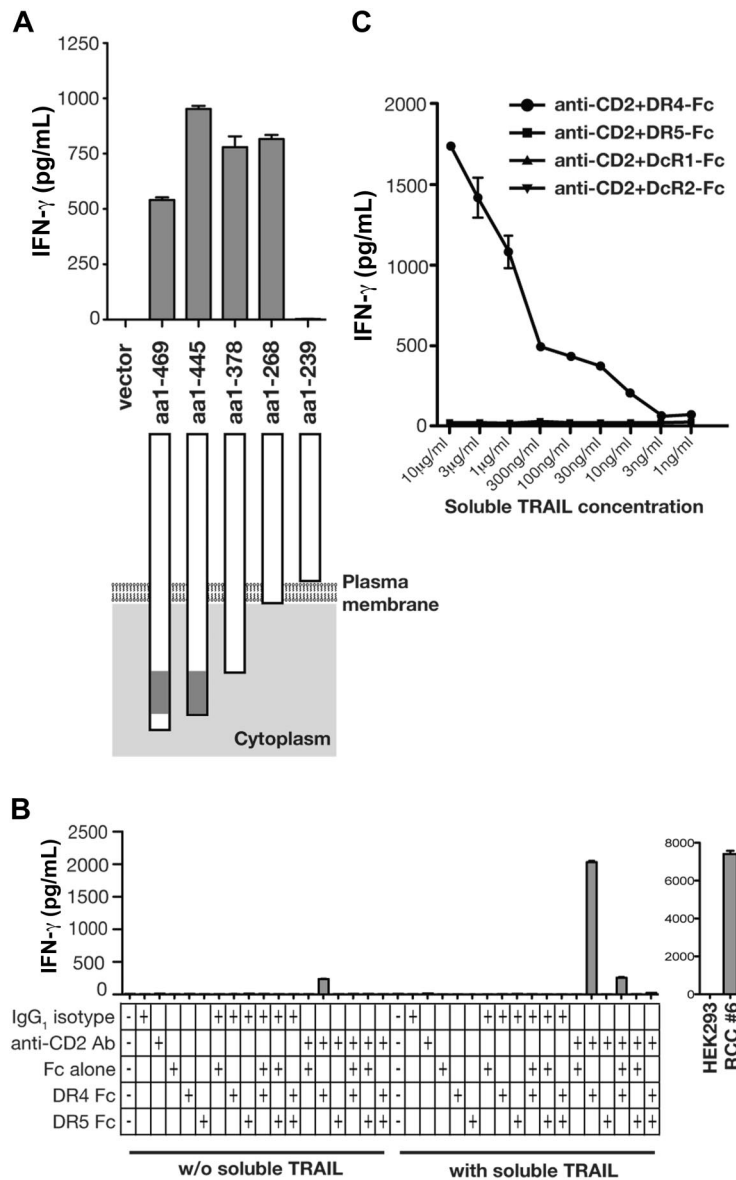 A
IFN-γ (pg/mL)
1250
1000
750
500
250
0
vector
aa1-469
aa1-445
aa1-378
aa1-268
aa1-239
Plasma
membrane
Cytoplasm
C
IFN-γ (pg/mL)
2000
1500
1000
500
0
anti-CD2+DR4-Fc
anti-CD2+DR5-Fc
anti-CD2+DcR1-Fc
anti-CD2+DcR2-Fc
10μg/ml
3μg/ml
1μg/ml
300ng/ml
100ng/ml
30ng/ml
10ng/ml
3ng/ml
1ng/ml
Soluble TRAIL concentration
B
IFN-γ (pg/mL)
2500
2000
1500
1000
500
0
8000
6000
4000
2000
0
HEK293
RCC #6
IgG1 isotype - + + + + + + + - + + + + + + +
anti-CD2 Ab - + + + + + + + - + + + + + + +
Fc alone - + + + + + + - + + + + + +
DR4 Fc - + + + + + + - + + + + + +
DR5 Fc - + + + + + + + - + + + + + + +
w/o soluble TRAIL
with soluble TRAIL